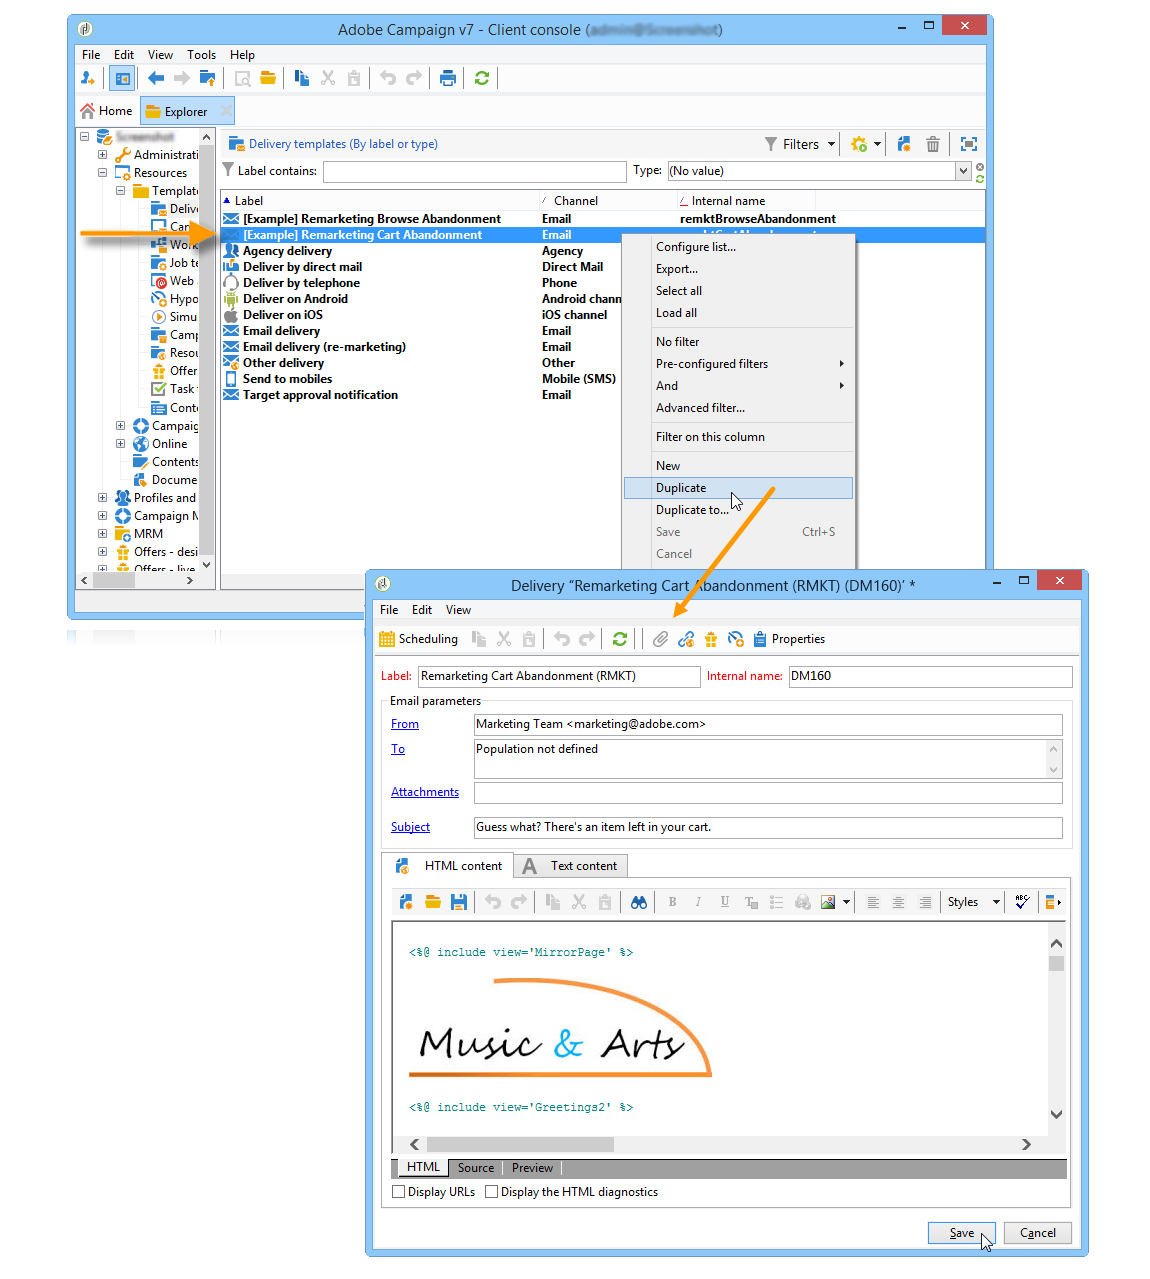 Adobe Campaign v7 - Client console (
File Edit View Tools Help
Home Explorer
Delivery templates (By label or type) Filters
Label contains: Type: (No value)
Label Channel Internal name
[Example] Remarketing Browse Abandonment Email remktBrowseAbandonment
[Example] Remarketing Cart Abandonment Email
Agency delivery Agency
Deliver by direct mail Direct Mail
Deliver by telephone Phone
Deliver on Android Android chann
Deliver on iOS iOS channel
Email delivery Email
Email delivery (re-marketing) Email
Other delivery Other
Send to mobiles Mobile (SMS)
Target approval notification Email
Administrati
Resources
Template
Deliv
Can
Work
Job te
Web
Hypo
Simu
Camp
Resou
Offer
Task
Conte
Campaig
Online
Contents
Docume
Profiles and
Campaign M
MRM
Offers - desi
Offers - live
Configure list...
Export...
Select all
Load all
No filter
Pre-configured filters
And
Advanced filter...
Filter on this column
New
Duplicate
Duplicate to...
Save Ctrl+S
Cancel
Delivery “Remarketing Cart Abandonment (RMKT) (DM160)’ *
File Edit View
Scheduling Properties
Label: Remarketing Cart Abandonment (RMKT) Internal name: DM160
Email parameters
From Marketing Team <marketing@adobe.com>
To Population not defined
Attachments
Subject Guess what? There's an item left in your cart.
HTML content A Text content
B I U Styles ABC
<%@ include view='MirrorPage' %>
Music & Arts
<%@ include view='Greetings2' %>
HTML Source Preview
Display URLs Display the HTML diagnostics
Save Cancel